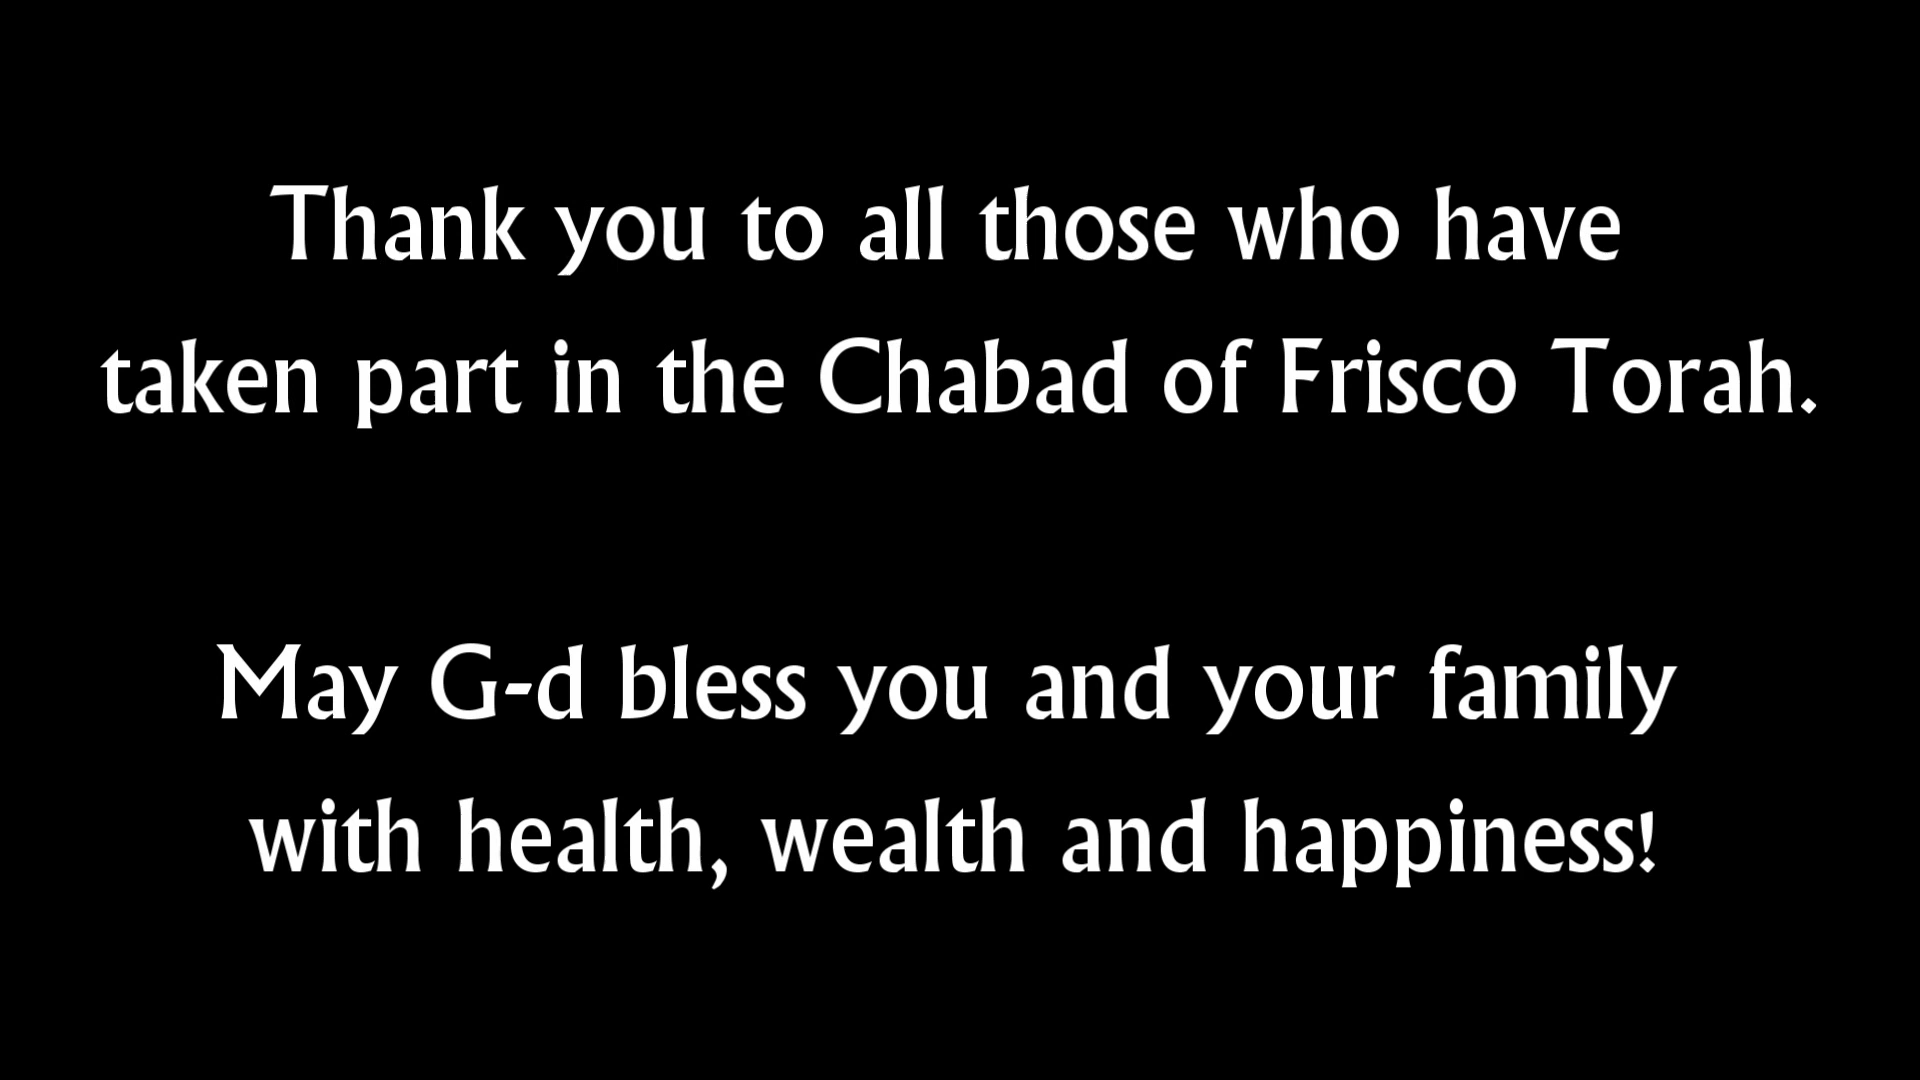 Thank you to all those who have
taken part in the Chabad of Frisco Torah.
May G-d bless you and your family
with health, wealth and happiness!